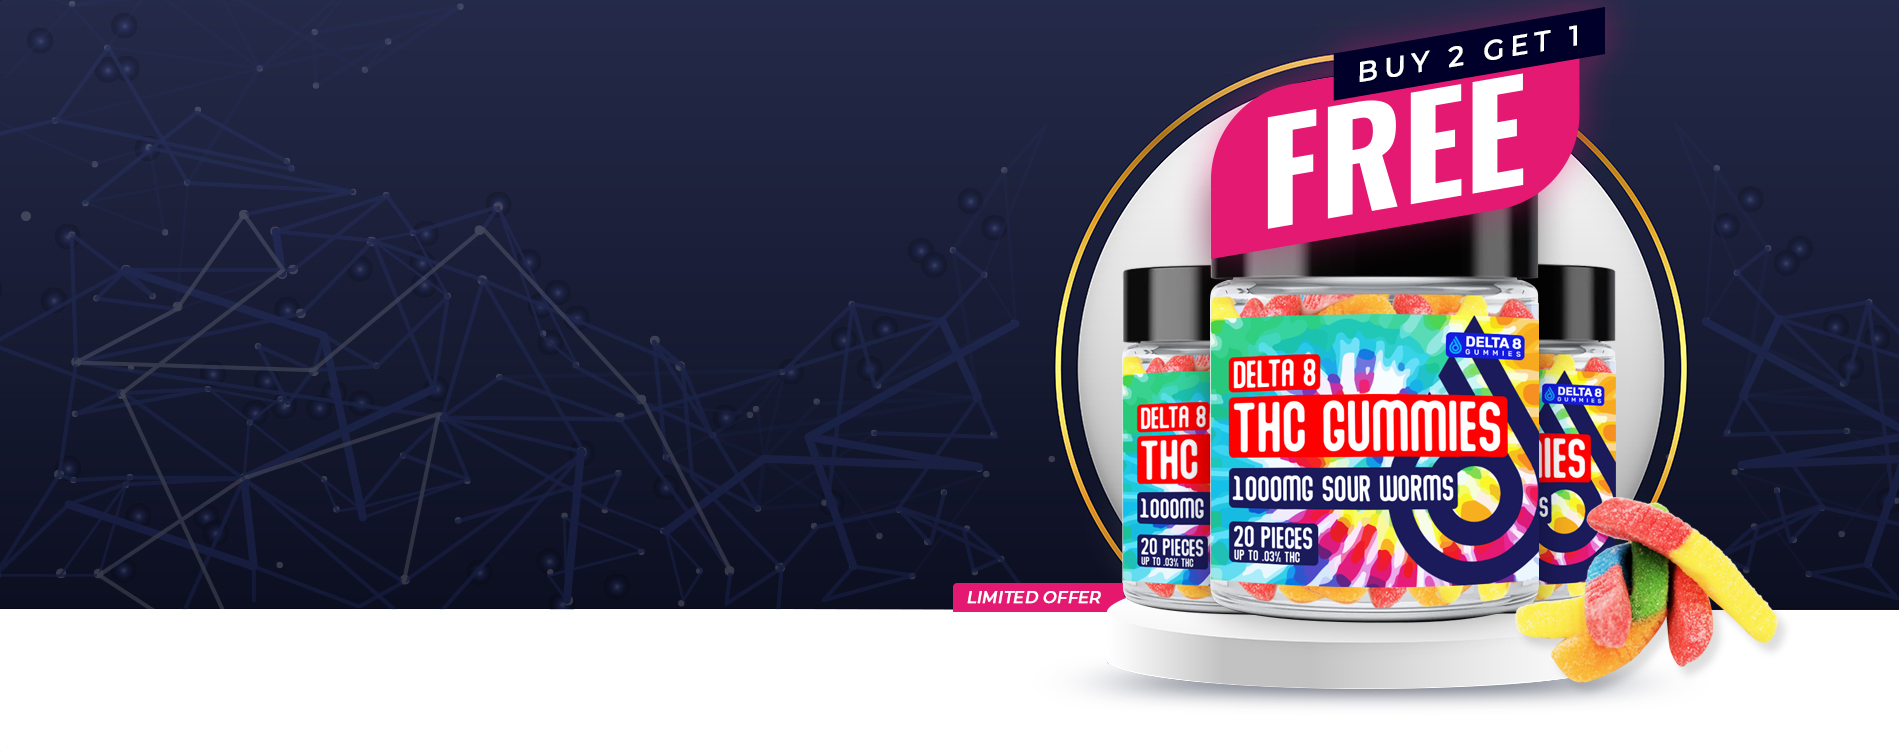 BUY 2 GET 1
FREE
DELTA 8
GUMMIES
DELTA 8
THC GUMMIES
1000MG SOUR WORMS
20 PIECES
UP TO .03% THC
DELTA 8
THC
1000MG
20 PIECES
UP TO .03% THC
DELTA 8
GUMMIES
IES
S
LIMITED OFFER